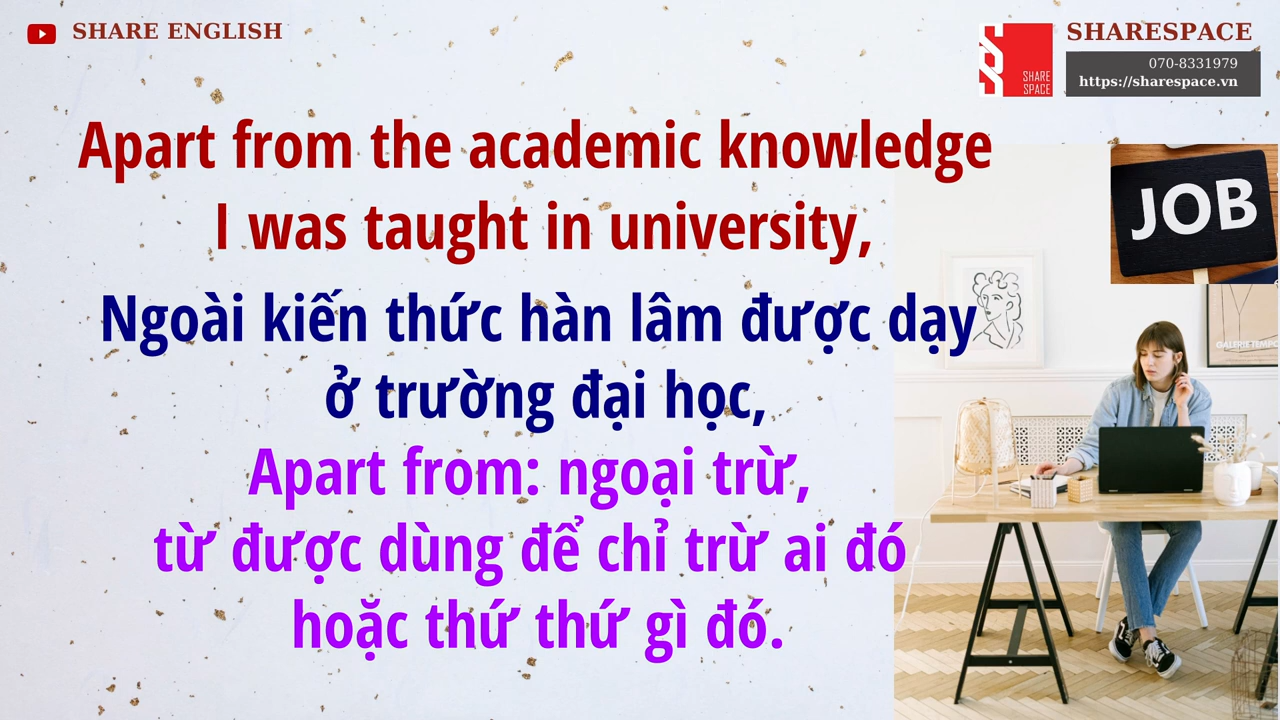 SHARE ENGLISH
SHARESPACE
070-8331979
https://sharespace.vn
SHARE
SPACE
Apart from the academic knowledge
I was taught in university,
Ngoài kiến thức hàn lâm được dạy
ở trường đại học,
Apart from: ngoại trừ,
từ được dùng để chỉ trừ ai đó
hoặc thứ thứ gì đó.
JOB
GALERIE TEMPO